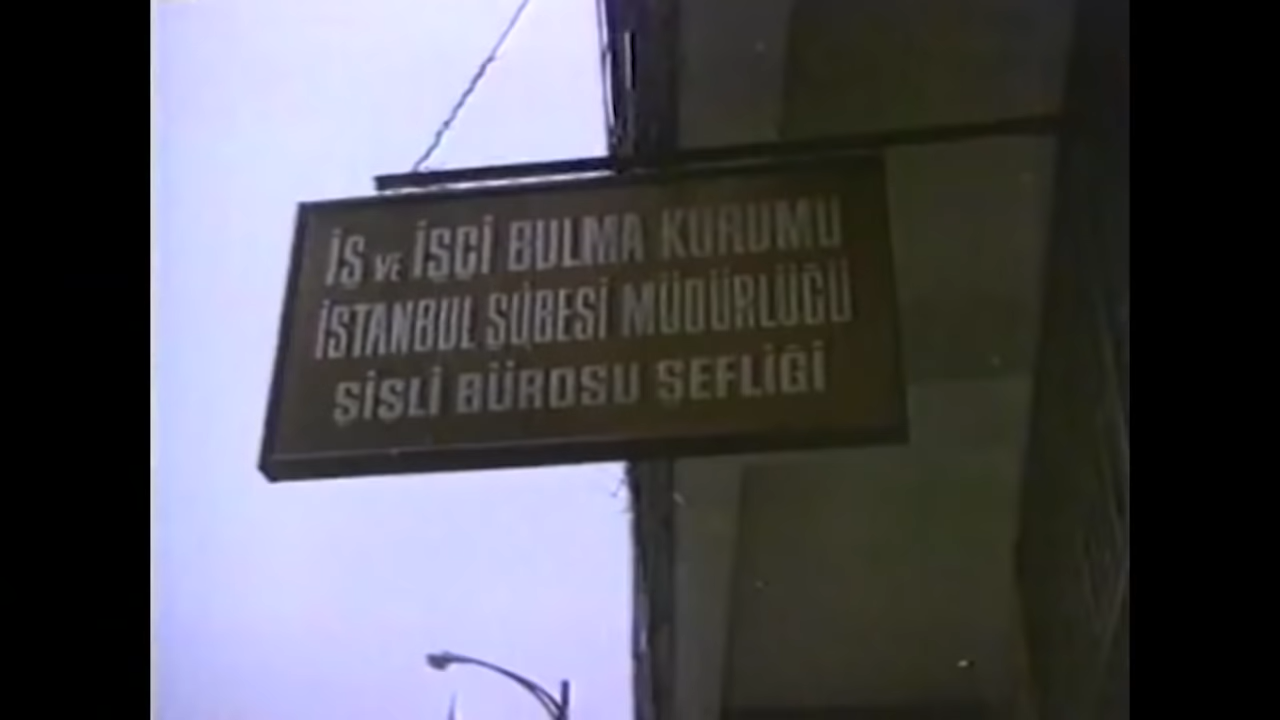 İŞ VE İŞÇİ BULMA KURUMU
İSTANBUL ŞUBESİ MÜDÜRLÜĞÜ
ŞİŞLİ BÜROSU ŞEFLİĞİ